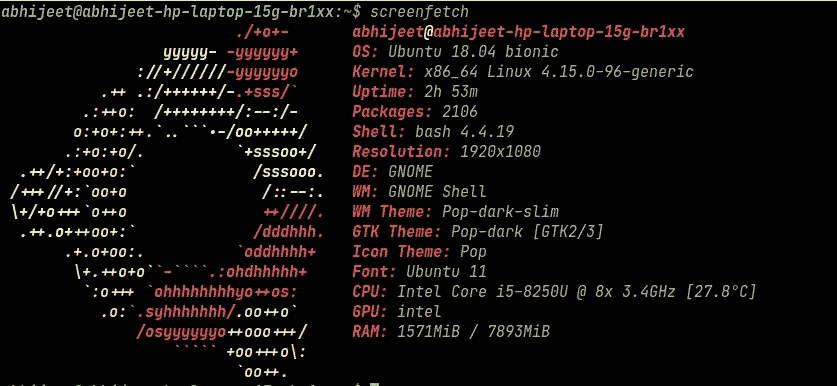 abhijeet@abhijeet-hp-laptop-15g-br1xx:~$ screenfetch
./+o+-       abhijeet@abhijeet-hp-laptop-15g-br1xx
yyyyy- -yyyyyy+      OS: Ubuntu 18.04 bionic
://+//////-yyyyyyo      Kernel: x86_64 Linux 4.15.0-96-generic
.++ .:/++++++/-.+sss/`      Uptime: 2h 53m
.:++o:  /++++++++/:--:/-      Packages: 2106
o:+o+:++.`..```.-/oo+++++/      Shell: bash 4.4.19
.:+o:+o/.          `+sssoo+/      Resolution: 1920x1080
.++/+:+oo+o:`             /sssooo.      DE: GNOME
/+++//+:`oo+o               /::--:.      WM: GNOME Shell
\+/+o+++`o++o               ++////.      WM Theme: Pop-dark-slim
.++.o+++oo+:`             /dddhhh.      GTK Theme: Pop-dark [GTK2/3]
.+.o+oo:.          `oddhhhh+      Icon Theme: Pop
\+.++o+o``-````.:ohdhhhhh+      Font: Ubuntu 11
`:o+++ `ohhhhhhhhyo++os:      CPU: Intel Core i5-8250U @ 8x 3.4GHz [27.8°C]
.o:`.syhhhhhhh/.oo++o`      GPU: intel
/osyyyyyyo++ooo+++/      RAM: 1571MiB / 7893MiB
````` +oo+++o\:
`oo++.